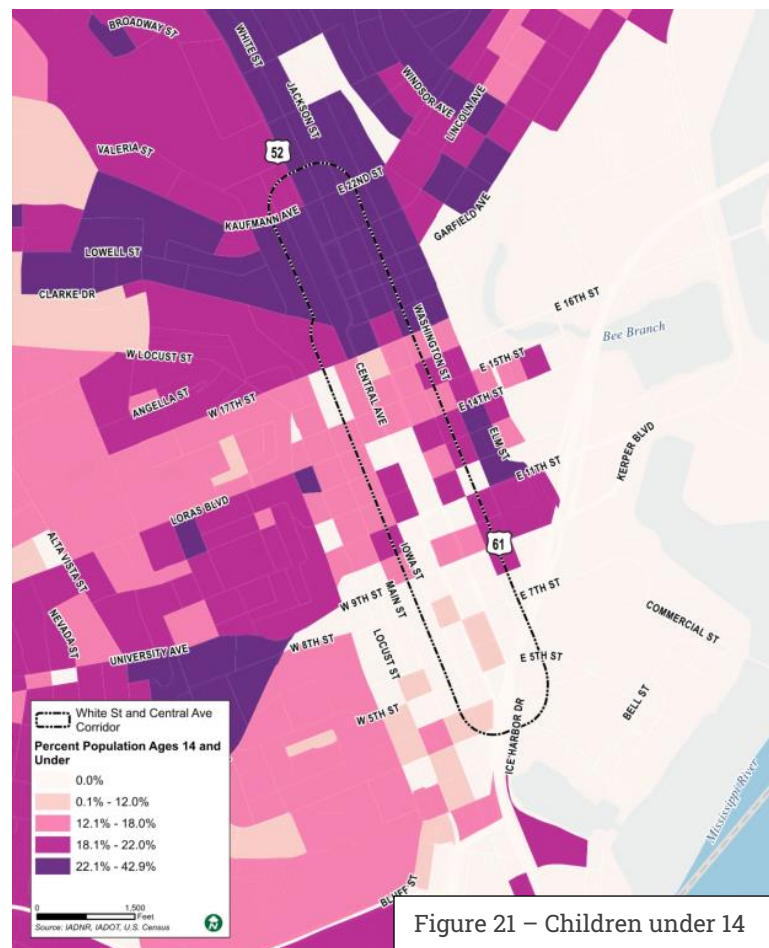 BROADWAY ST
WHITE ST
JACKSON ST
WINDSOR AVE
LINCOLN AVE
VALERIA ST
52
E 22ND ST
KAUFMANN AVE
GARFIELD AVE
LOWELL ST
CLARKE DR
E 16TH ST
WASHINGTON ST
Bee Branch
W LOCUST ST
E 15TH ST
CENTRAL AVE
ANGELLA ST
W 17TH ST
E 14TH ST
ELM ST
KERPER BLVD
E 11TH ST
LORAS BLVD
ALTA VISTA ST
61
IOWA ST
MAIN ST
E 7TH ST
W 9TH ST
NEVADA ST
COMMERCIAL ST
UNIVERSITY AVE
W 8TH ST
LOCUST ST
E 5TH ST
BELL ST
W 5TH ST
ICE HARBOR DR
Mississippi River
BLUFF ST
White St and Central Ave
Corridor
Percent Population Ages 14 and
Under
0.0%
0.1% - 12.0%
12.1% - 18.0%
18.1% - 22.0%
22.1% - 42.9%
0 1,500
Feet
Source: IADNR, IADOT, U.S. Census
N
Figure 21 – Children under 14